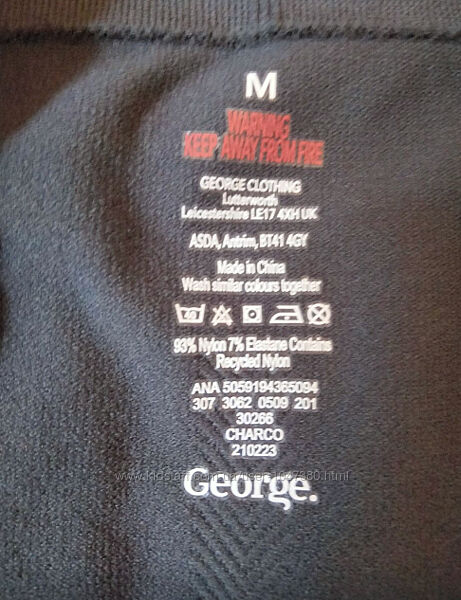 M
WARNING
KEEP AWAY FROM FIRE
GEORGE CLOTHING
Lutterworth
Leicestershire LE17 4XH UK
ASDA, Antrim, BT41 4GY
Made in China
Wash similar colours together
40
93% Nylon 7% Elastane Contains
Recycled Nylon
ANA 5059194365094
307 3062 0509 201
30266
CHARCO
210223
George.